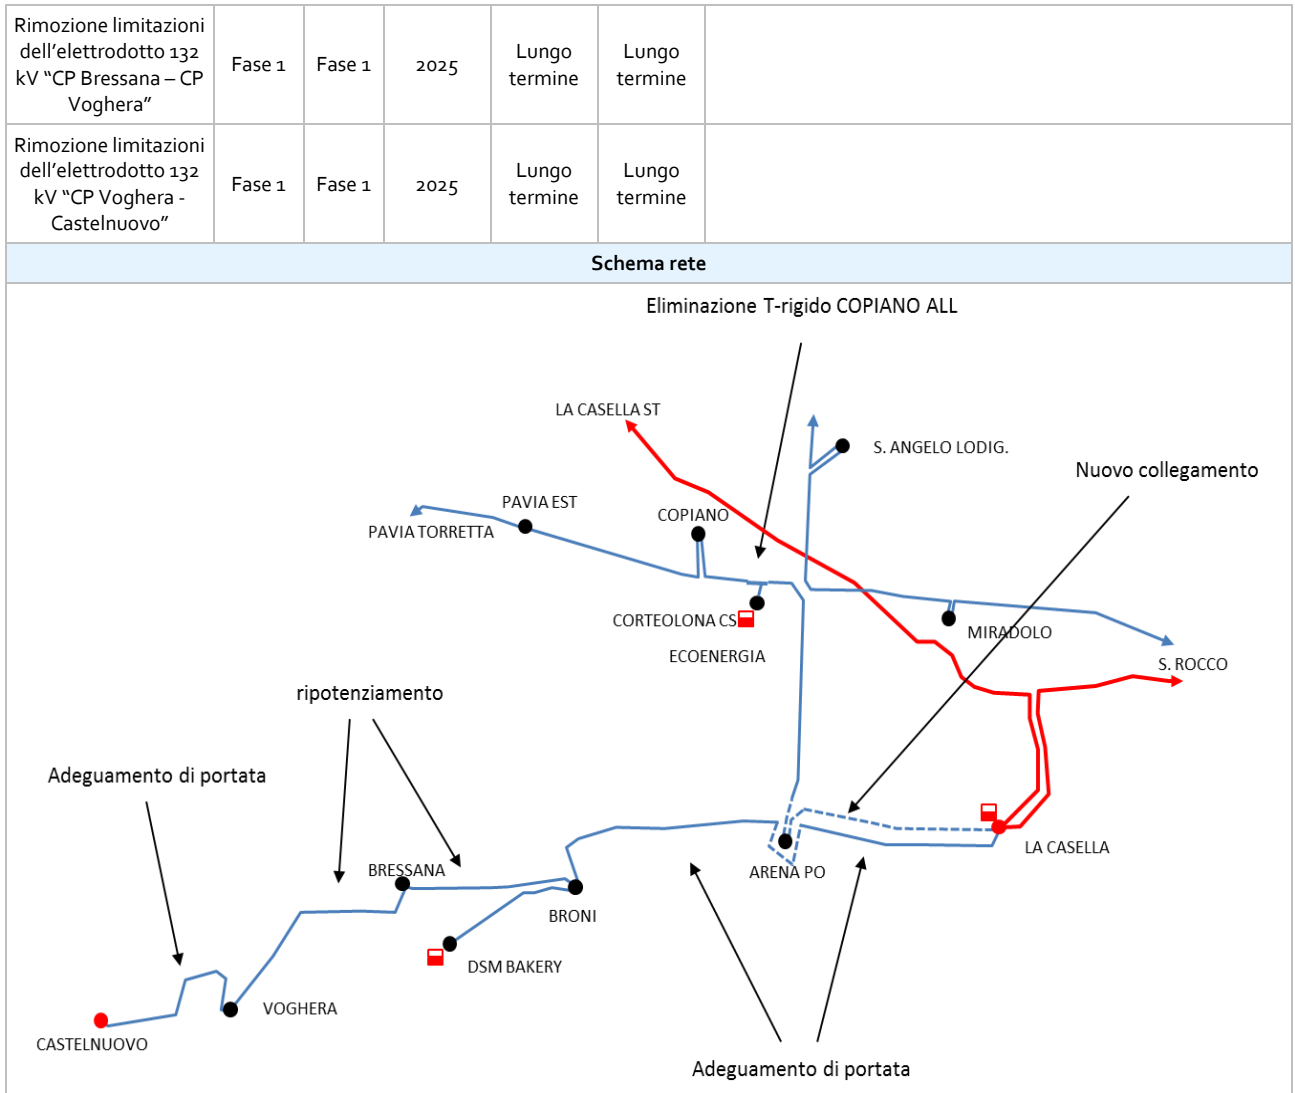 Rimozione limitazioni
dell'elettrodotto 132
kV "CP Bressana – CP
Voghera"
Fase 1
Fase 1
2025
Lungo
termine
Lungo
termine
Rimozione limitazioni
dell'elettrodotto 132
kV "CP Voghera -
Castelnuovo"
Fase 1
Fase 1
2025
Lungo
termine
Lungo
termine
Schema rete
Eliminazione T-rigido COPIANO ALL
LA CASELLA ST
S. ANGELO LODIG.
Nuovo collegamento
PAVIA EST
COPIANO
PAVIA TORRETTA
CORTEOLONA CS
MIRADOLO
ECOENERGIA
S. ROCCO
ripotenziamento
Adeguamento di portata
LA CASELLA
BRESSANA
ARENA PO
BRONI
DSM BAKERY
VOGHERA
CASTELNUOVO
Adeguamento di portata